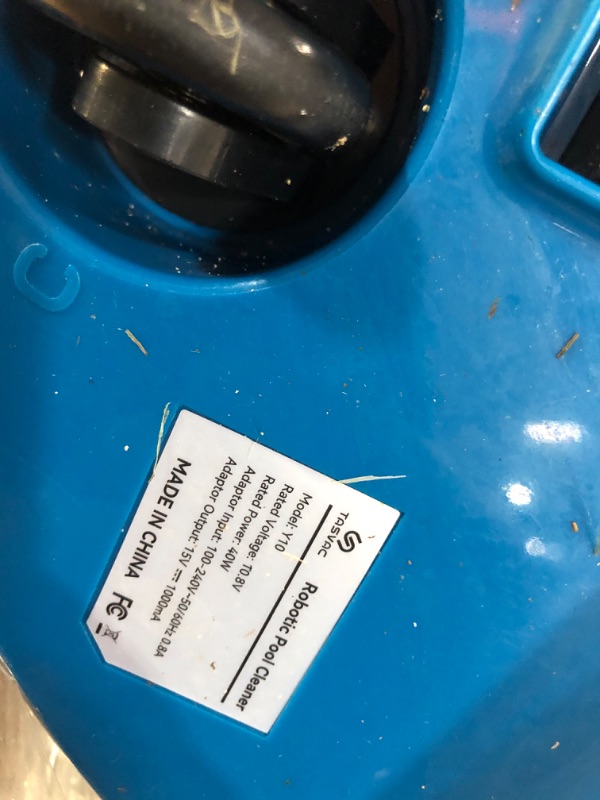 TASVAC
Robotic Pool Cleaner
Model: Y10
Rated Voltage: 10.8V
Rated Power: 40W
Adaptor Input: 100-240V~50/60Hz 0.8A
Adaptor Output: 15V⎓1000mA
MADE IN CHINA FC